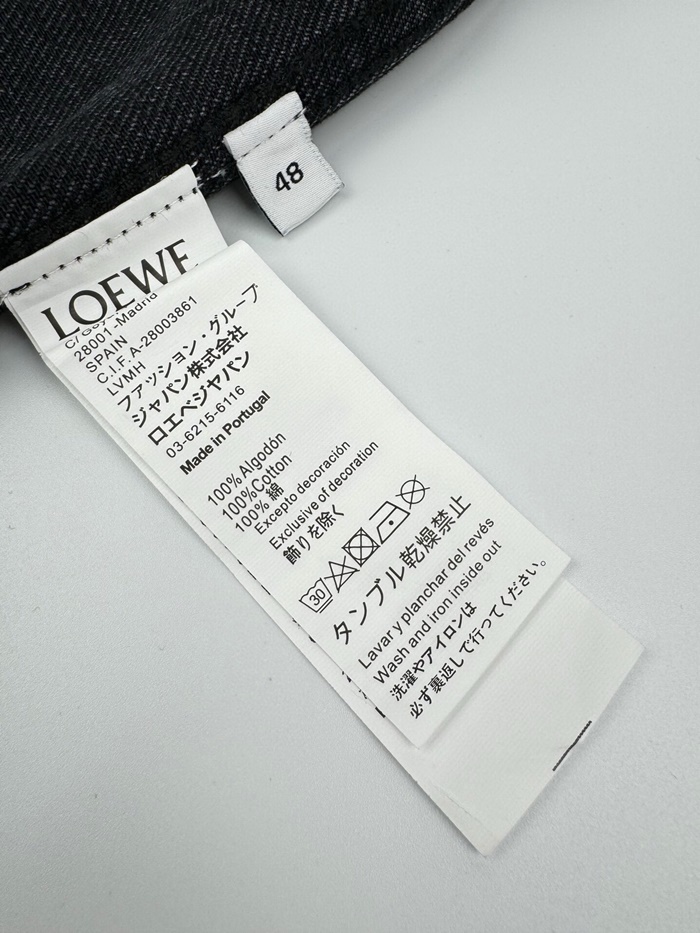 48
LOEWE
28001-Madrid
SPAIN
C.I.F.A-28003861
LVMH
ファッション・グループ
ジャパン株式会社
ロエベジャパン
03-6215-6116
Made in Portugal
100% Algodón
100%Cotton
100% 綿
Excepto decoración
Exclusive of decoration
飾りを除く
30
タンブル乾燥禁止
Lavar y planchar del revés
Wash and iron inside out
洗濯やアイロンは
必ず裏返しで行ってください。